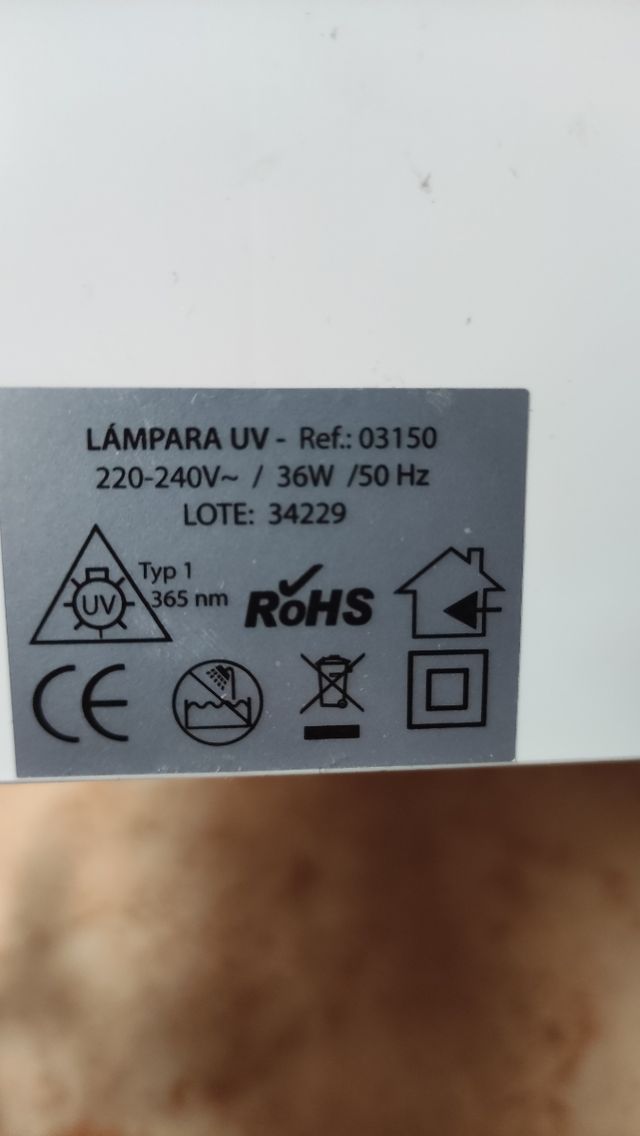 LÁMPARA UV - Ref.: 03150
220-240V~ / 36W /50 Hz
LOTE: 34229
UV
Typ 1
365 nm
RoHS
CE